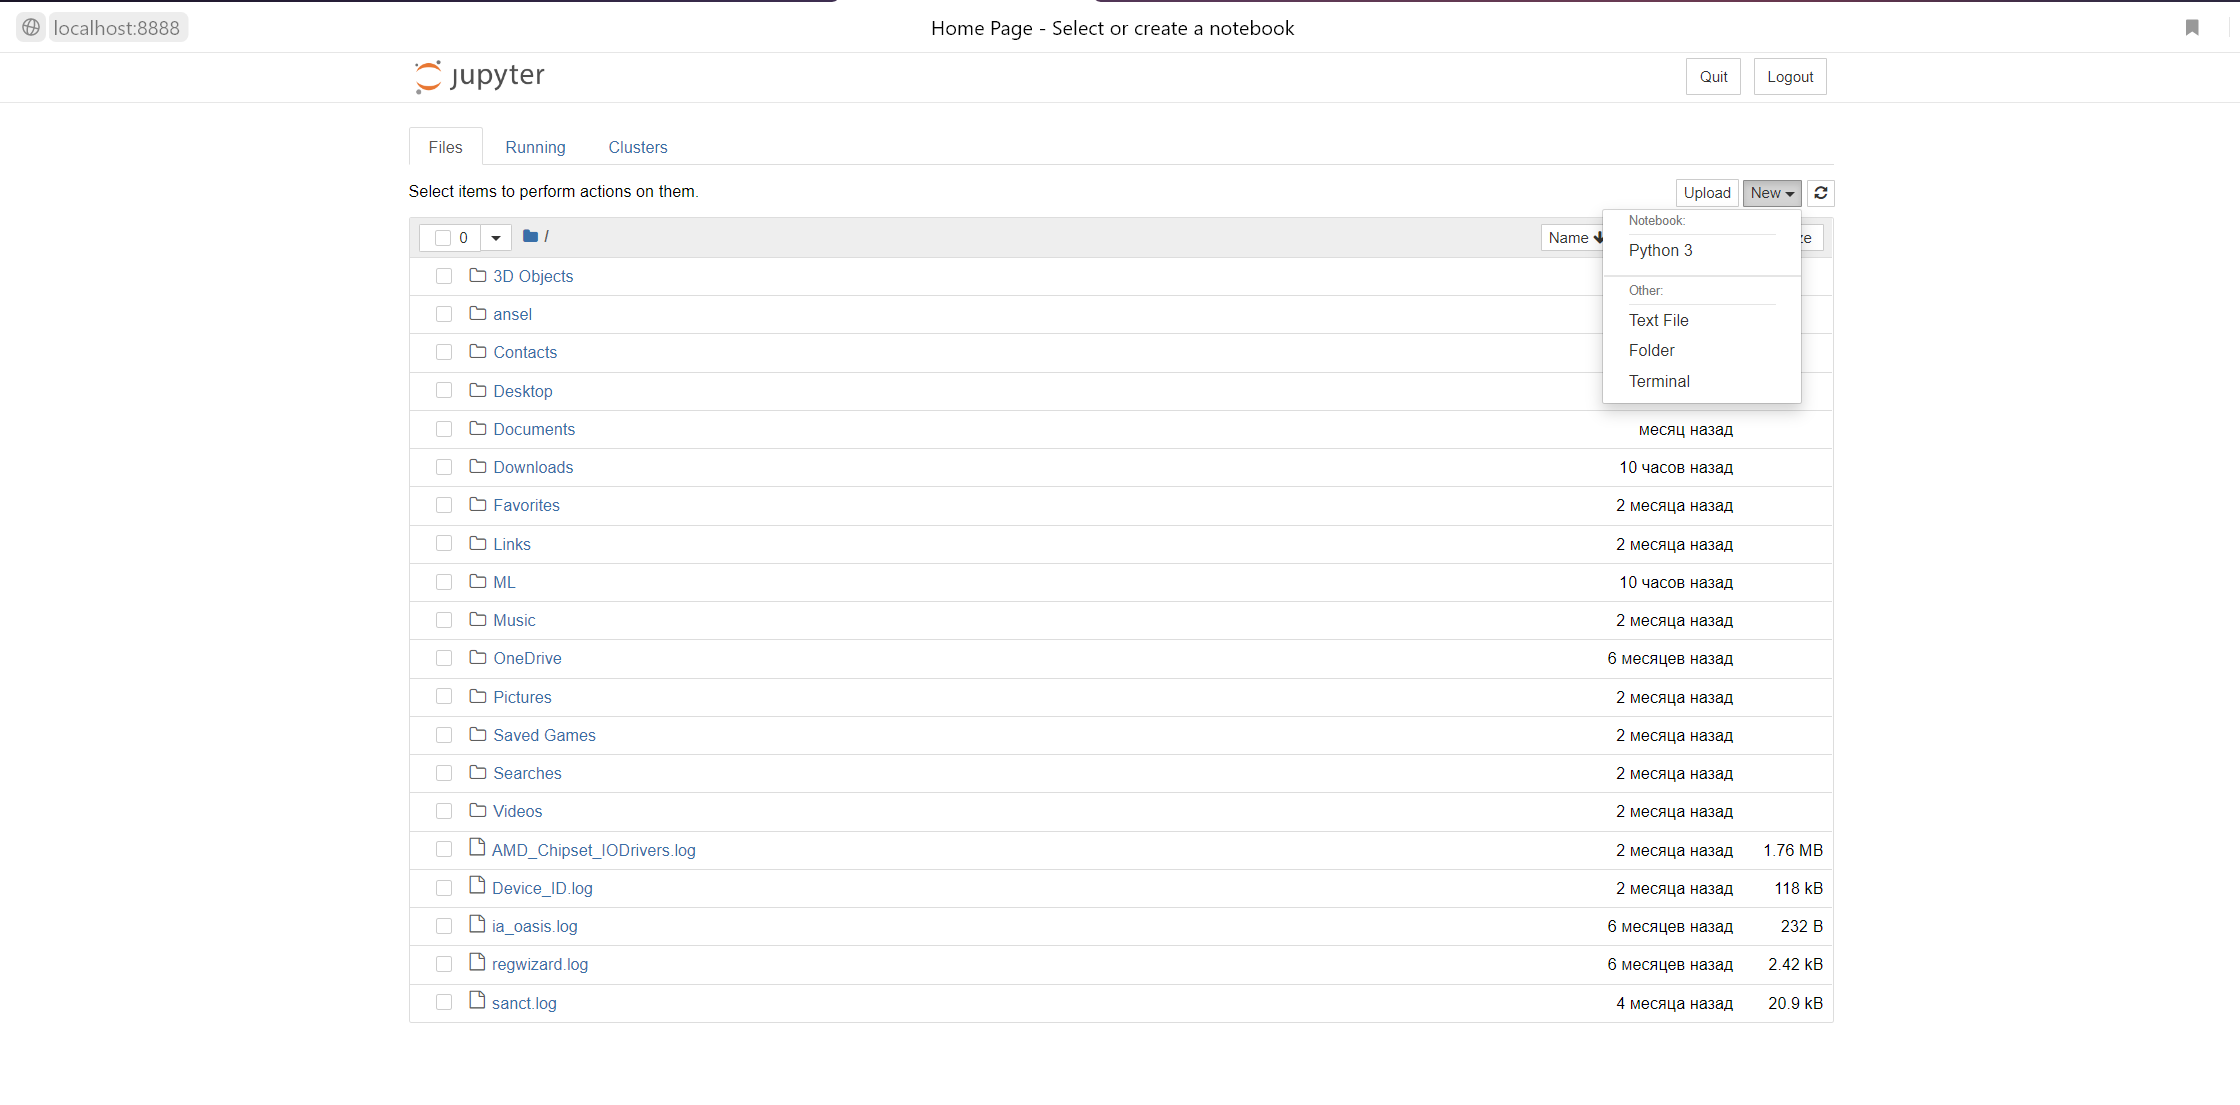 localhost:8888
Home Page - Select or create a notebook
jupyter
Quit
Logout
Files
Running
Clusters
Select items to perform actions on them.
Upload
New
0
/
Name
ze
Notebook:
Python 3
Other:
Text File
Folder
Terminal
3D Objects
ansel
Contacts
Desktop
Documents месяц назад
Downloads 10 часов назад
Favorites 2 месяца назад
Links 2 месяца назад
ML 10 часов назад
Music 2 месяца назад
OneDrive 6 месяцев назад
Pictures 2 месяца назад
Saved Games 2 месяца назад
Searches 2 месяца назад
Videos 2 месяца назад
AMD_Chipset_IODrivers.log 2 месяца назад 1.76 MB
Device_ID.log 2 месяца назад 118 kB
ia_oasis.log 6 месяцев назад 232 B
regwizard.log 6 месяцев назад 2.42 kB
sanct.log 4 месяца назад 20.9 kB